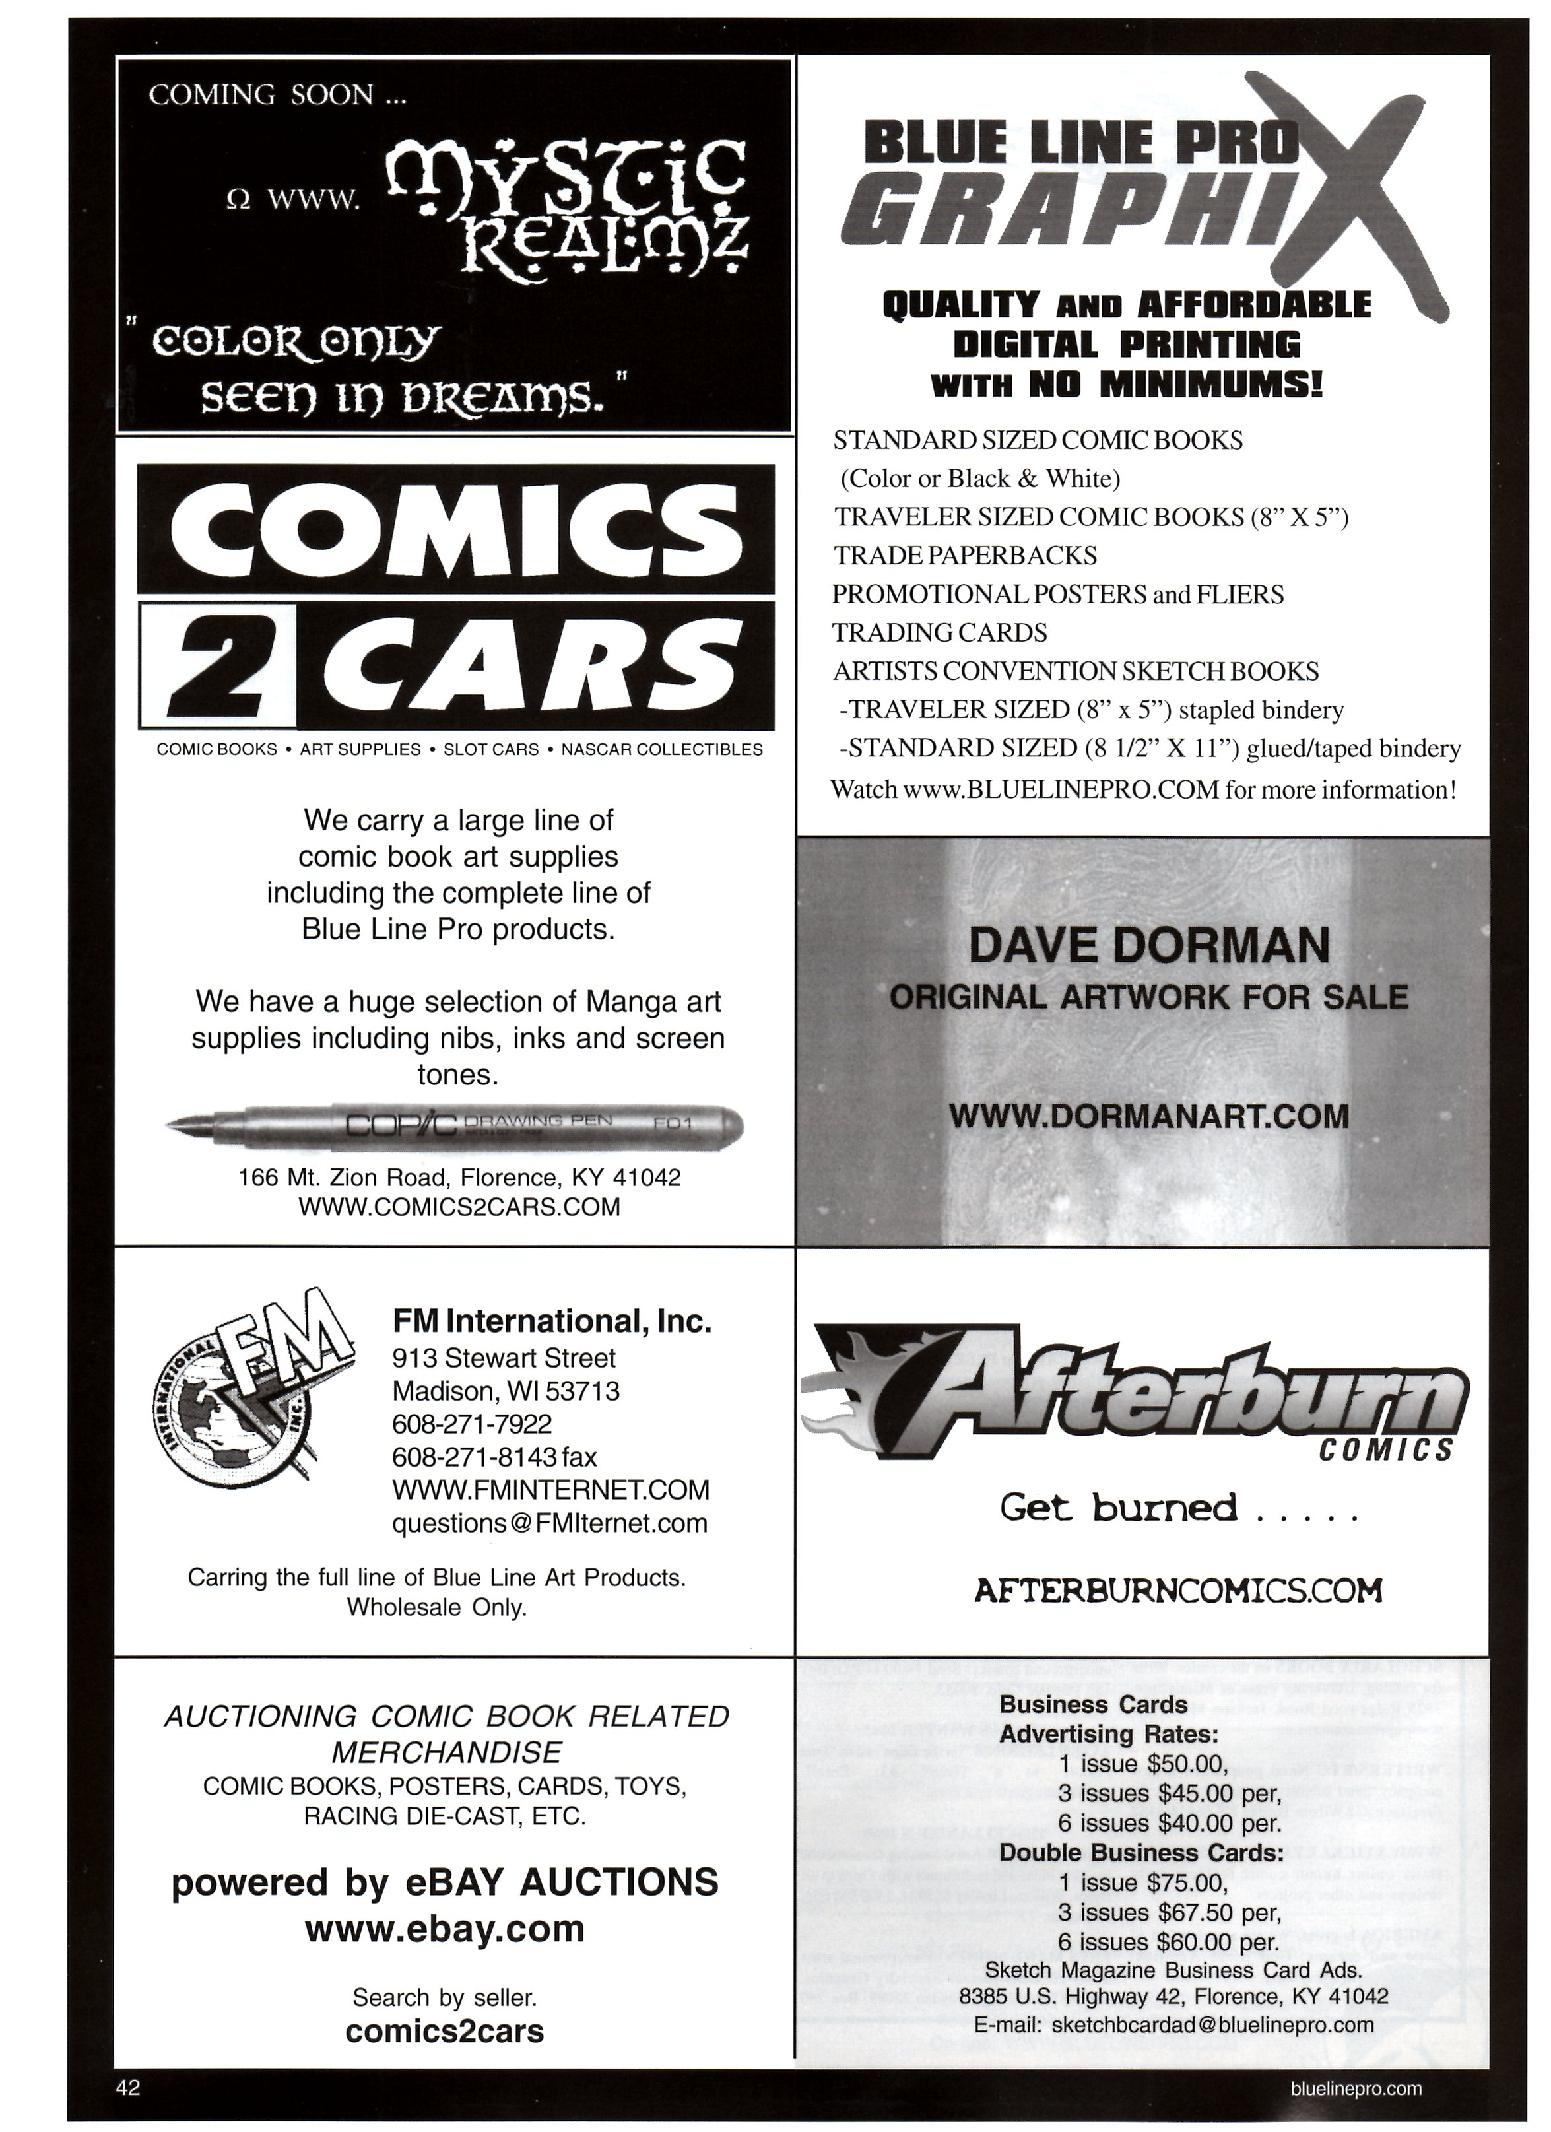 COMING SOON ...
Ω WWW.
MYSTIC
REALMZ
" COLOR ONLY
SEEN IN DREAMS. "
COMICS
2 CARS
COMIC BOOKS • ART SUPPLIES • SLOT CARS • NASCAR COLLECTIBLES
We carry a large line of
comic book art supplies
including the complete line of
Blue Line Pro products.
We have a huge selection of Manga art
supplies including nibs, inks and screen
tones.
COPIC DRAWING PEN F01
166 Mt. Zion Road, Florence, KY 41042
WWW.COMICS2CARS.COM
FM
INTERNATIONAL INC.
FM International, Inc.
913 Stewart Street
Madison, WI 53713
608-271-7922
608-271-8143 fax
WWW.FMINTERNET.COM
questions@FMIternet.com
Carring the full line of Blue Line Art Products.
Wholesale Only.
AUCTIONING COMIC BOOK RELATED
MERCHANDISE
COMIC BOOKS, POSTERS, CARDS, TOYS,
RACING DIE-CAST, ETC.
powered by eBAY AUCTIONS
www.ebay.com
Search by seller.
comics2cars
BLUE LINE PRO
GRAPHIX
QUALITY AND AFFORDABLE
DIGITAL PRINTING
WITH NO MINIMUMS!
STANDARD SIZED COMIC BOOKS
(Color or Black & White)
TRAVELER SIZED COMIC BOOKS (8” X 5”)
TRADE PAPERBACKS
PROMOTIONAL POSTERS and FLIERS
TRADING CARDS
ARTISTS CONVENTION SKETCH BOOKS
-TRAVELER SIZED (8” x 5”) stapled bindery
-STANDARD SIZED (8 1/2” X 11”) glued/taped bindery
Watch www.BLUELINEPRO.COM for more information!
DAVE DORMAN
ORIGINAL ARTWORK FOR SALE
WWW.DORMANART.COM
Afterburn
COMICS
Get burned . . . . .
AFTERBURNCOMICS.COM
Business Cards
Advertising Rates:
1 issue $50.00,
3 issues $45.00 per,
6 issues $40.00 per.
Double Business Cards:
1 issue $75.00,
3 issues $67.50 per,
6 issues $60.00 per.
Sketch Magazine Business Card Ads.
8385 U.S. Highway 42, Florence, KY 41042
E-mail: sketchbcardad@bluelinepro.com
42
bluelinepro.com